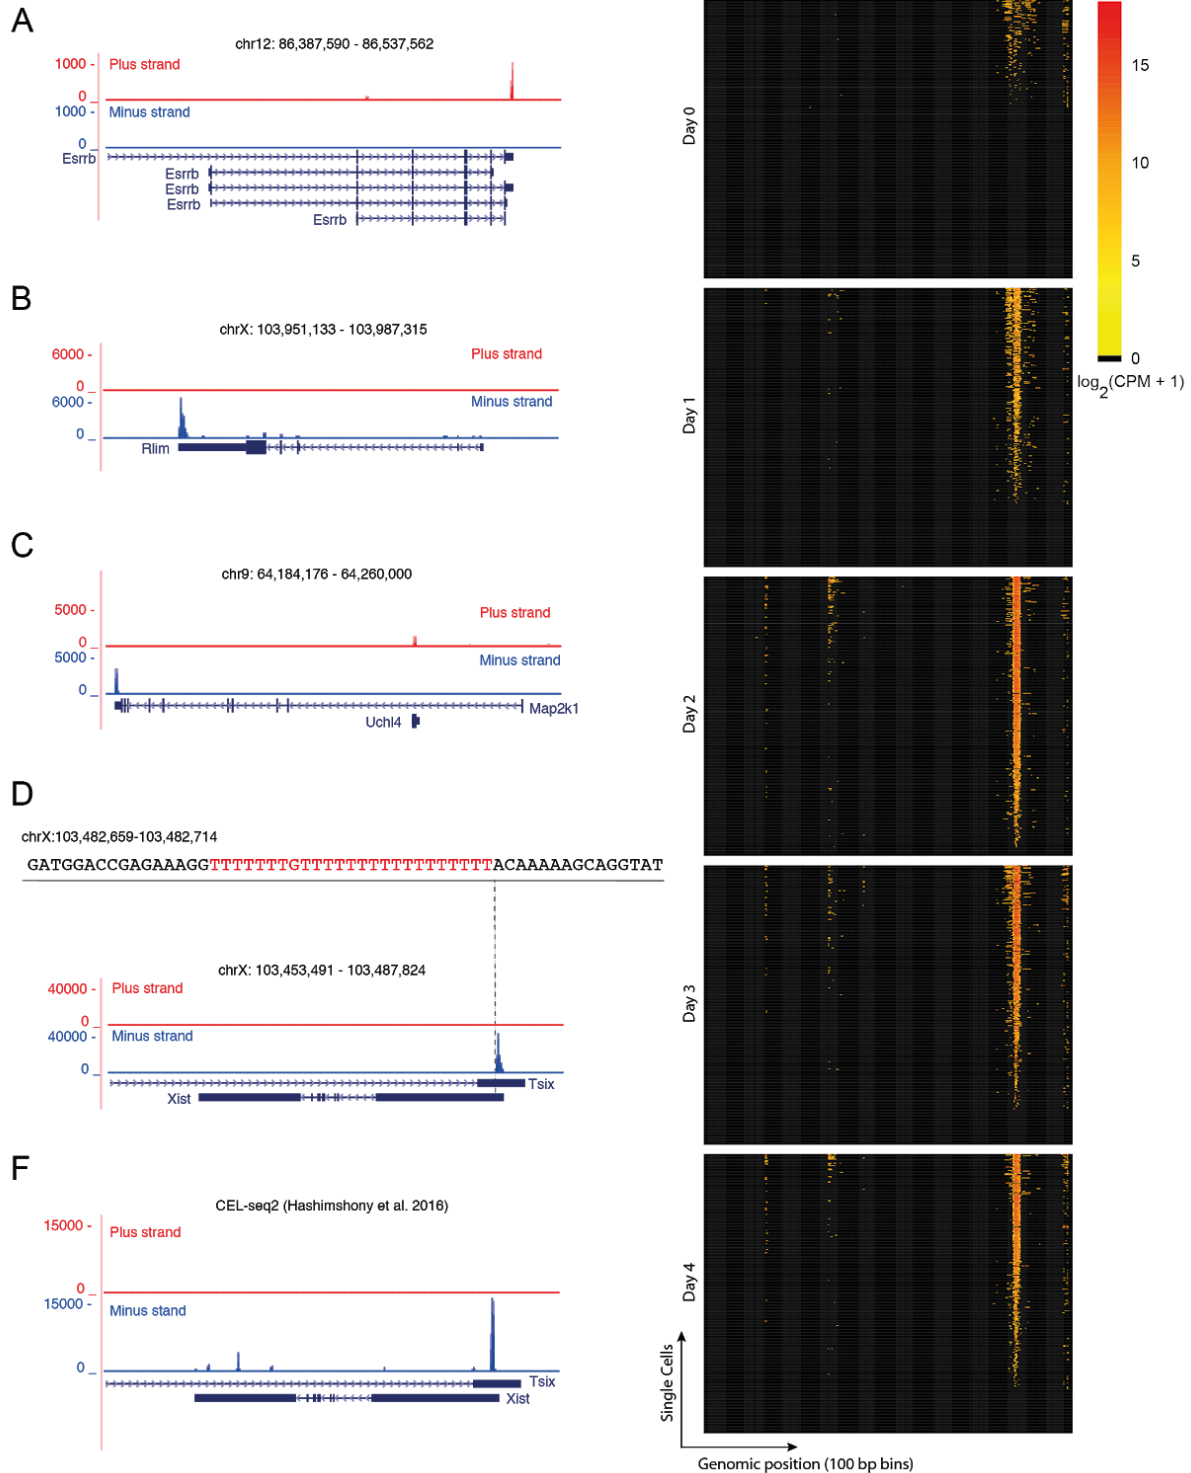 A
chr12: 86,387,590 - 86,537,562
1000 -
Plus strand
0 _
1000 -
Minus strand
0 _
Esrrb
Esrrb
Esrrb
Esrrb
Esrrb
B
chrX: 103,951,133 - 103,987,315
6000 -
Plus strand
0 _
6000 -
Minus strand
0 _
Rlim
C
chr9: 64,184,176 - 64,260,000
5000 -
Plus strand
0 _
5000 -
Minus strand
0 _
Map2k1
Uchl4
D
chrX:103,482,659-103,482,714
GATGGACCGAGAAAGGTTTTTTTGTTTTTTTTTTTTTTTTTACAAAAAGCAGGTAT
chrX: 103,453,491 - 103,487,824
40000 -
Plus strand
0 _
40000 -
Minus strand
0 _
Tsix
Xist
F
CEL-seq2 (Hashimshony et al. 2016)
15000 -
Plus strand
0 _
15000 -
Minus stand
0 _
Tsix
Xist
Day 0
Day 1
Day 2
Day 3
Day 4
Single Cells
Genomic position (100 bp bins)
15
10
5
0
log2(CPM + 1)